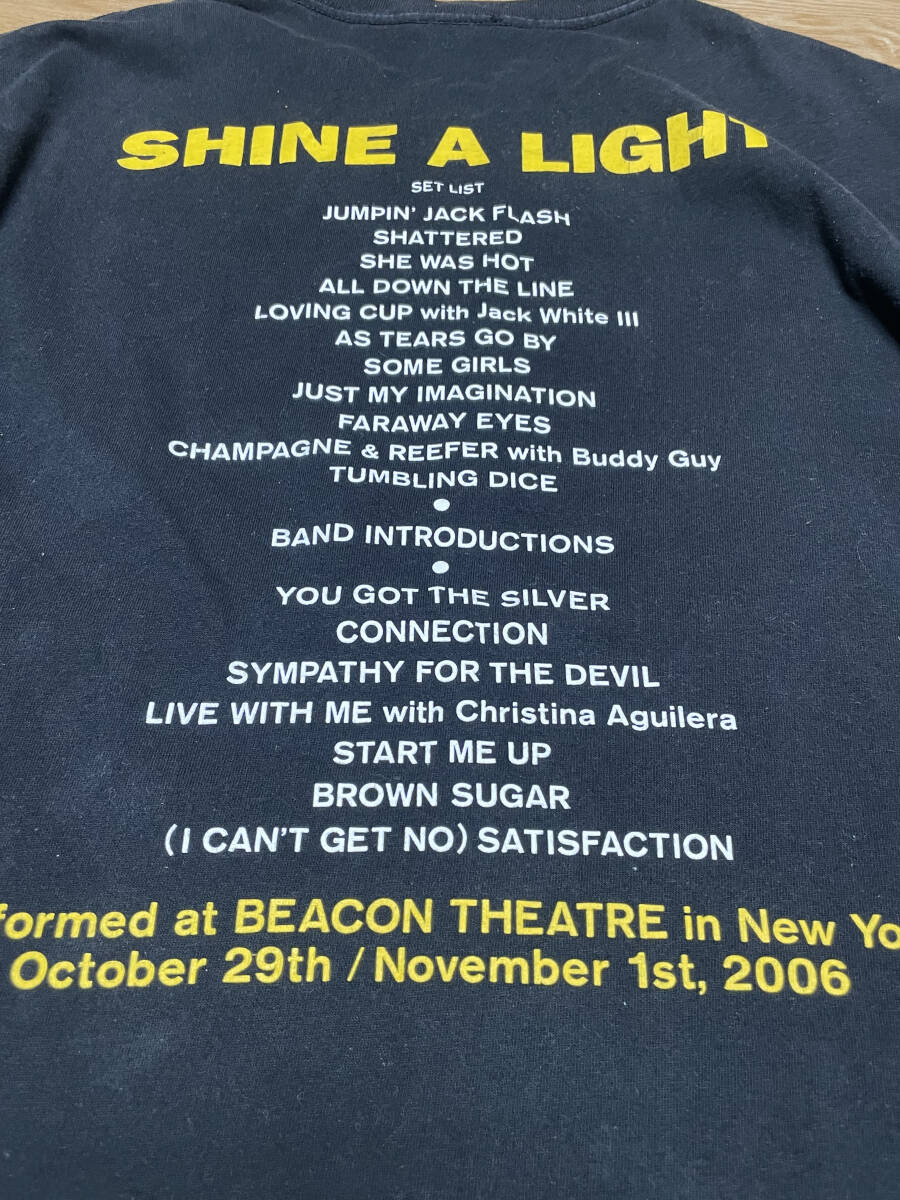 SHINE A LIGHT
SET LIST
JUMPIN' JACK FLASH
SHATTERED
SHE WAS HOT
ALL DOWN THE LINE
LOVING CUP with Jack White III
AS TEARS GO BY
SOME GIRLS
JUST MY IMAGINATION
FARAWAY EYES
CHAMPAGNE & REEFER with Buddy Guy
TUMBLING DICE
•
BAND INTRODUCTIONS
•
YOU GOT THE SILVER
CONNECTION
SYMPATHY FOR THE DEVIL
LIVE WITH ME with Christina Aguilera
START ME UP
BROWN SUGAR
(I CAN'T GET NO) SATISFACTION
formed at BEACON THEATRE in New Yo
October 29th / November 1st, 2006